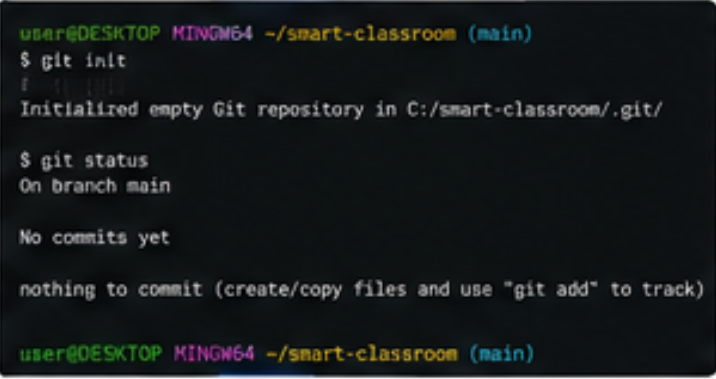 user@DESKTOP MINGW64 ~/smart-classroom (main)
$ git init
Initialized empty Git repository in C:/smart-classroom/.git/
$ git status
On branch main
No commits yet
nothing to commit (create/copy files and use "git add" to track)
user@DESKTOP MINGW64 ~/smart-classroom (main)